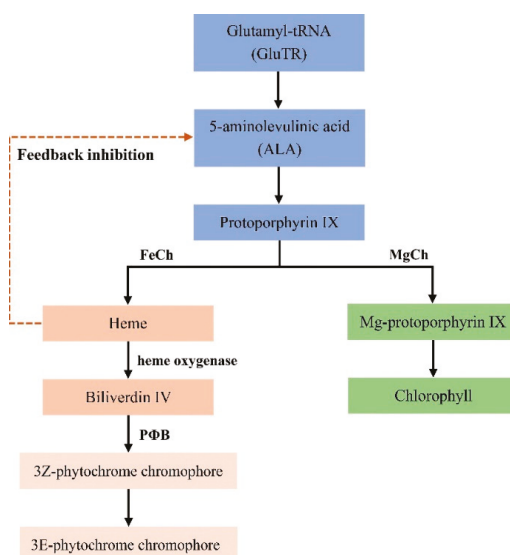 Glutamyl-tRNA
(GluTR)
5-aminolevulinic acid
(ALA)
Feedback inhibition
Protoporphyrin IX
FeCh
MgCh
Heme
Mg-protoporphyrin IX
heme oxygenase
Biliverdin IV
Chlorophyll
PΦB
3Z-phytochrome chromophore
3E-phytochrome chromophore